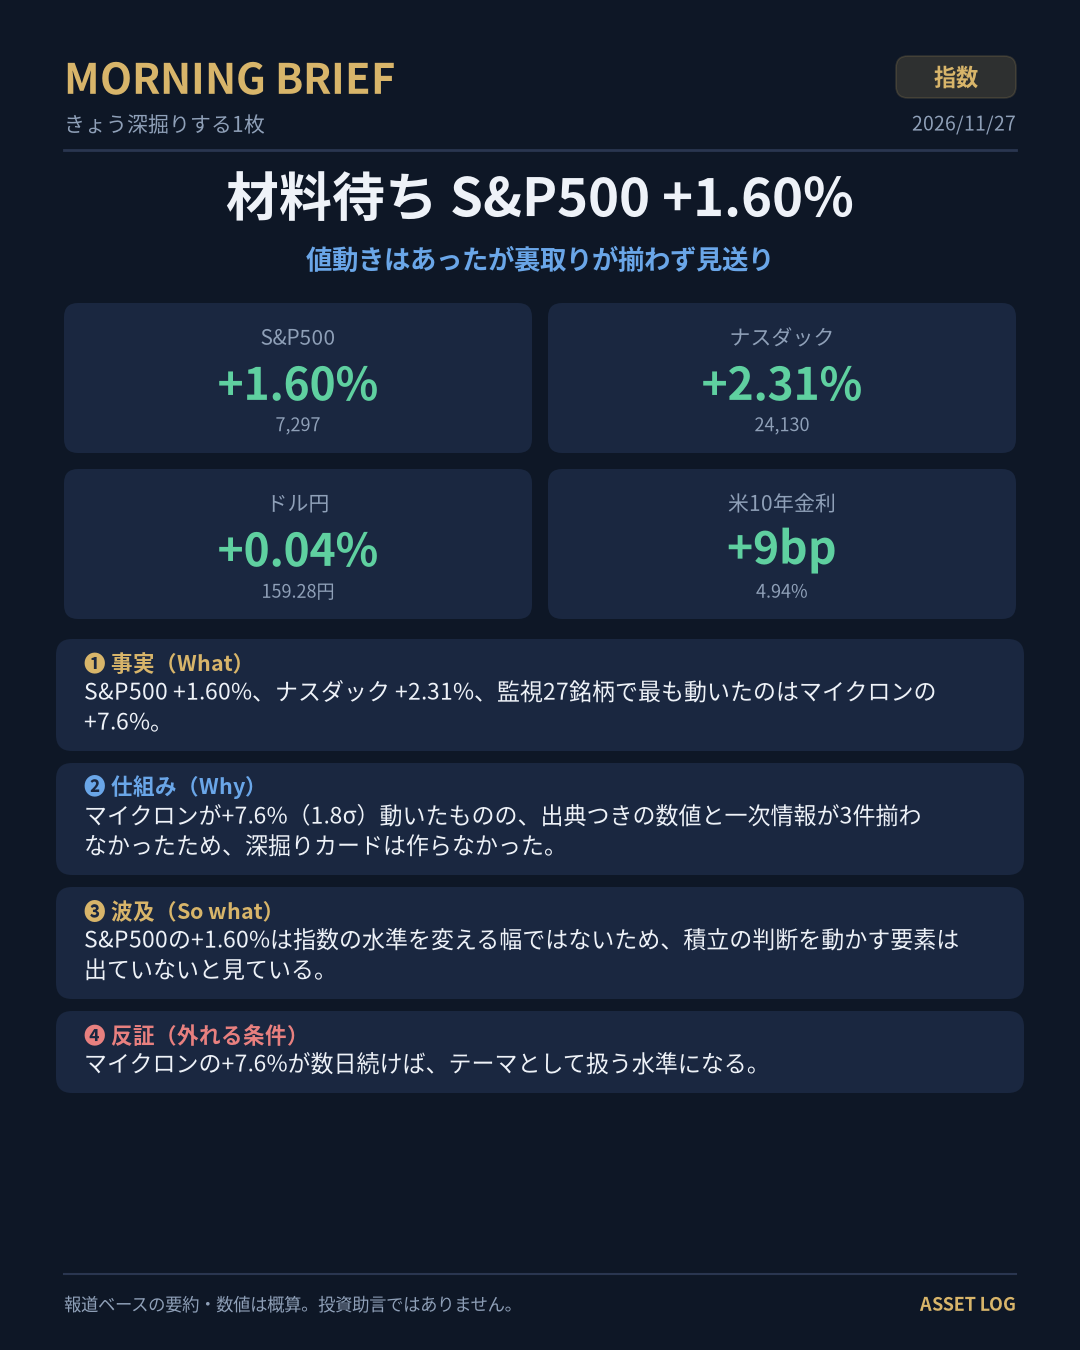 MORNING BRIEF
指数
きょう深掘りする1枚
2026/11/27
材料待ち S&P500 +1.60%
値動きはあったが裏取りが揃わず見送り
S&P500
+1.60%
7,297
ナスダック
+2.31%
24,130
ドル円
+0.04%
159.28円
米10年金利
+9bp
4.94%
❶ 事実（What）
S&P500 +1.60%、ナスダック +2.31%、監視27銘柄で最も動いたのはマイクロンの
+7.6%。
❷ 仕組み（Why）
マイクロンが+7.6%（1.8σ）動いたものの、出典つきの数値と一次情報が3件揃わ
なかったため、深掘りカードは作らなかった。
❸ 波及（So what）
S&P500の+1.60%は指数の水準を変える幅ではないため、積立の判断を動かす要素は
出ていないと見ている。
❹ 反証（外れる条件）
マイクロンの+7.6%が数日続けば、テーマとして扱う水準になる。
報道ベースの要約・数値は概算。投資助言ではありません。
ASSET LOG